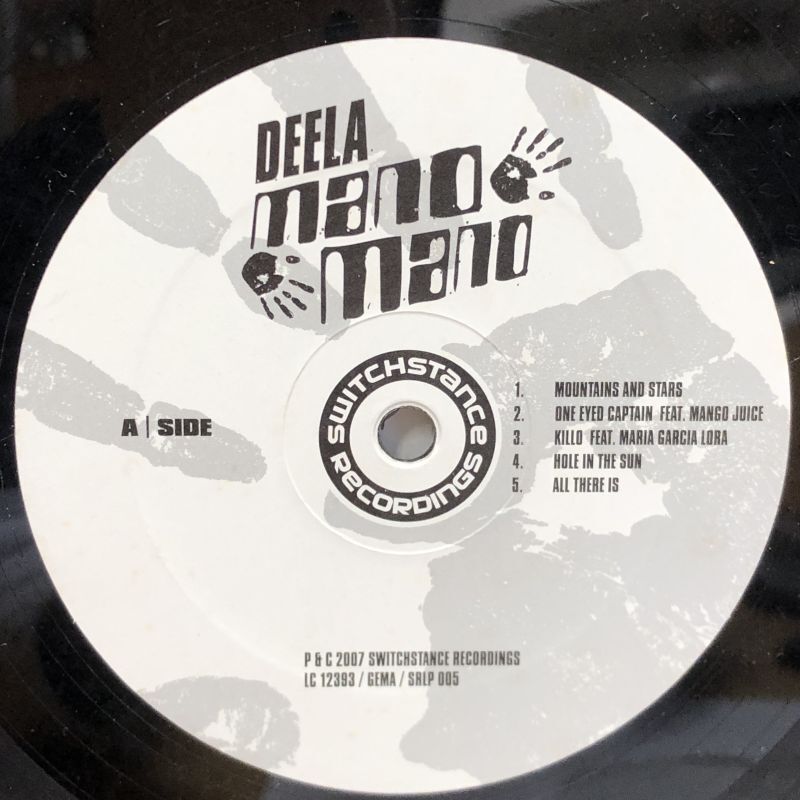 DEELA
mano
mano
SWITCHSTANCE
RECORDINGS
A | SIDE
1. MOUNTAINS AND STARS
2. ONE EYED CAPTAIN FEAT. MANGO JUICE
3. KILLO FEAT. MARIA GARCIA LORA
4. HOLE IN THE SUN
5. ALL THERE IS
P & C 2007 SWITCHSTANCE RECORDINGS
LC 12393 / GEMA / SRLP 005